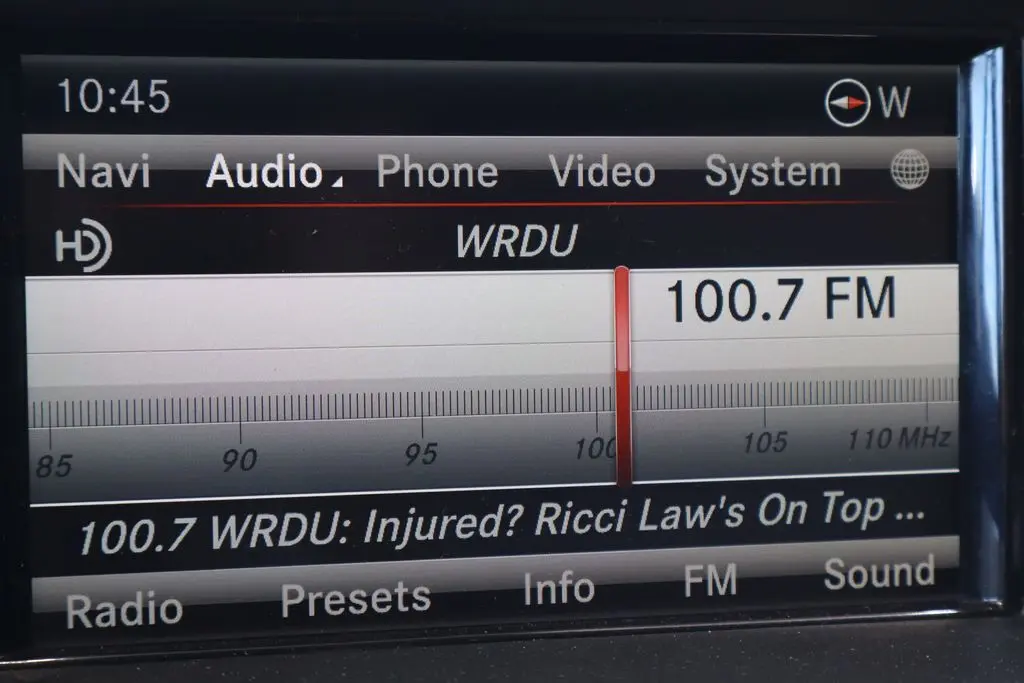 10:45 W
Navi Audio Phone Video System
HD WRDU
100.7 FM
85 90 95 100 105 110 MHz
100.7 WRDU: Injured? Ricci Law's On Top ...
Radio Presets Info FM Sound